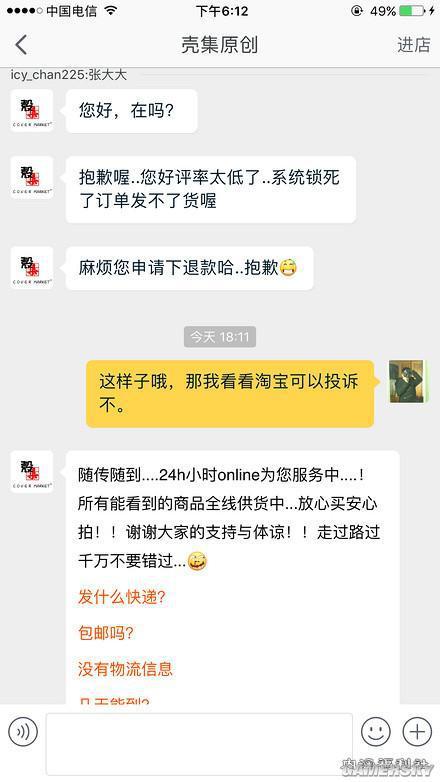 中国电信
下午6:12
49%
壳集原创
进店
icy_chan225:张大大
您好，在吗？
抱歉喔..您好评率太低了..系统锁死
了订单发不了货喔
麻烦您申请下退款哈..抱歉😷
今天 18:11
这样子哦，那我看看淘宝可以投诉
不。
随传随到....24h小时online为您服务中....！
所有能看到的商品全线供货中...放心买安心
拍！！谢谢大家的支持与体谅！！走过路过
千万不要错过...
发什么快递?
包邮吗?
没有物流信息
几天能到?
COVER MARKET
GAMERSKY